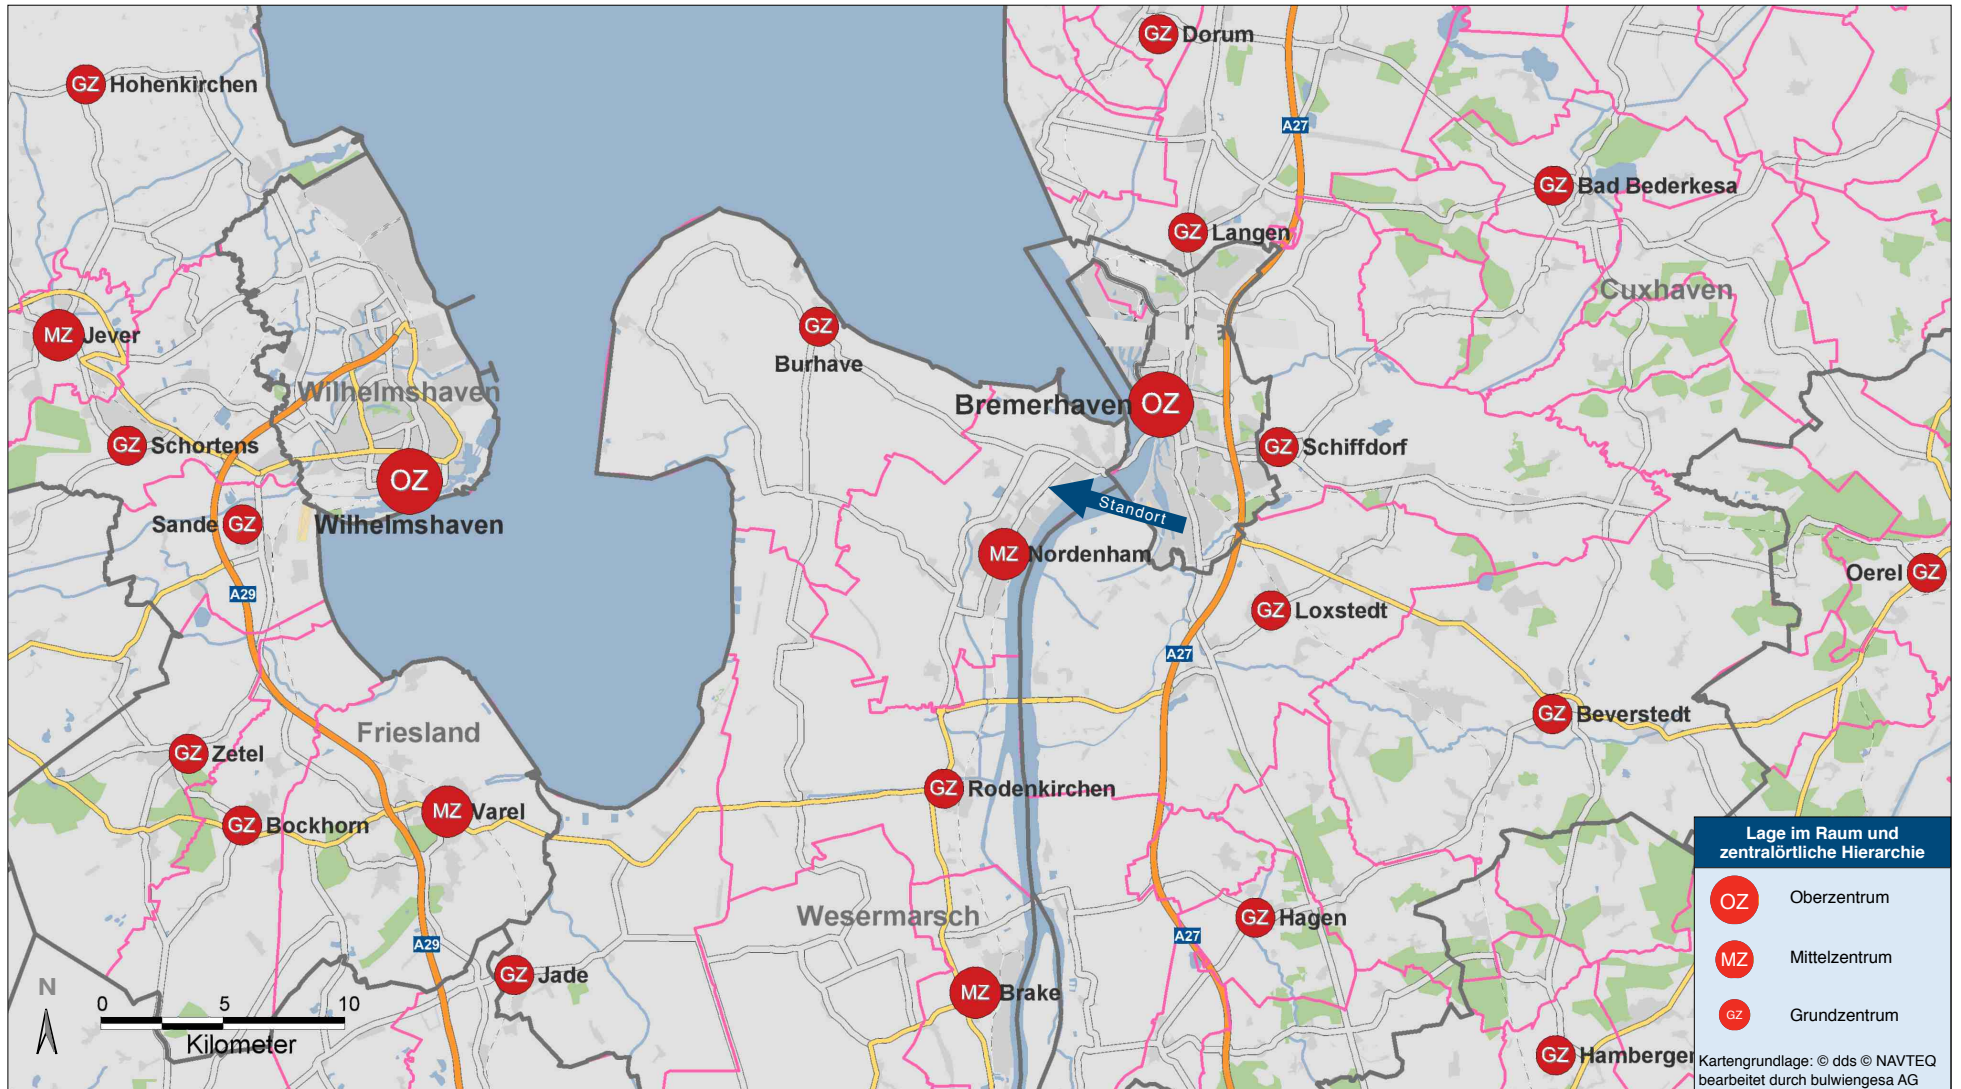 GZ Dorum
GZ Hohenkirchen
A27
GZ Bad Bederkesa
GZ Langen
Cuxhaven
MZ Jever
GZ
Burhave
Wilhelmshaven
Bremerhaven OZ
GZ Schortens
GZ Schiffdorf
OZ
Wilhelmshaven
Standort
Sande GZ
MZ Nordenham
Oerel GZ
A29
GZ Loxstedt
A27
GZ Beverstedt
Friesland
GZ Zetel
GZ Rodenkirchen
MZ Varel
GZ Bockhorn
Wesermarsch
GZ Hagen
A27
A29
GZ Jade
MZ Brake
N
0 5 10
Kilometer
GZ Hamberger
Lage im Raum und
zentralörtliche Hierarchie
OZ Oberzentrum
MZ Mittelzentrum
GZ Grundzentrum
Kartengrundlage: © dds © NAVTEQ
bearbeitet durch bulwiengesa AG